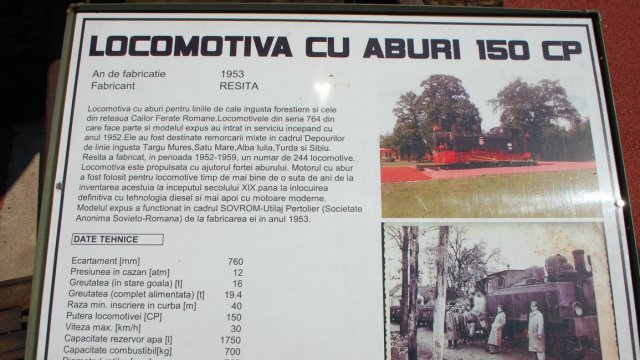 LOCOMOTIVA CU ABURI 150 CP
An de fabricatie 1953
Fabricant RESITA
Locomotiva cu aburi pentru liniile de cale ingusta forestiere si cele
din reteaua Cailor Ferate Romane.Locomotivele din seria 764 din
care face parte si modelul expus au intrat in serviciu incepand cu
anul 1952.Ele au fost destinate remorcarii mixte in cadrul Depourilor
de linie ingusta Targu Mures,Satu Mare,Alba Iulia,Turda si Sibiu.
Resita a fabricat, in perioada 1952-1959, un numar de 244 locomotive.
Locomotiva este propulsata cu ajutorul fortei aburului. Motorul cu abur
a fost folosit pentru locomotive timp de mai bine de o suta de ani de la
inventarea acestuia la inceputul secolului XIX,pana la inlocuirea
definitiva cu tehnologia diesel si mai apoi cu motoare moderne.
Modelul expus a functionat in cadrul SOVROM-Utilaj Pertolier (Societate
Anonima Sovieto-Romana) de la fabricarea ei in anul 1953.
DATE TEHNICE
Ecartament [mm] 760
Presiunea in cazan [atm] 12
Greutatea (in stare goala) [t] 16
Greutatea (complet alimentata) [t] 19.4
Raza min. inscriere in curba [m] 40
Putera locomotivei [CP] 150
Viteza max. [km/h] 30
Capacitate rezervor apa [l] 1750
Capacitate combustibil[kg] 700